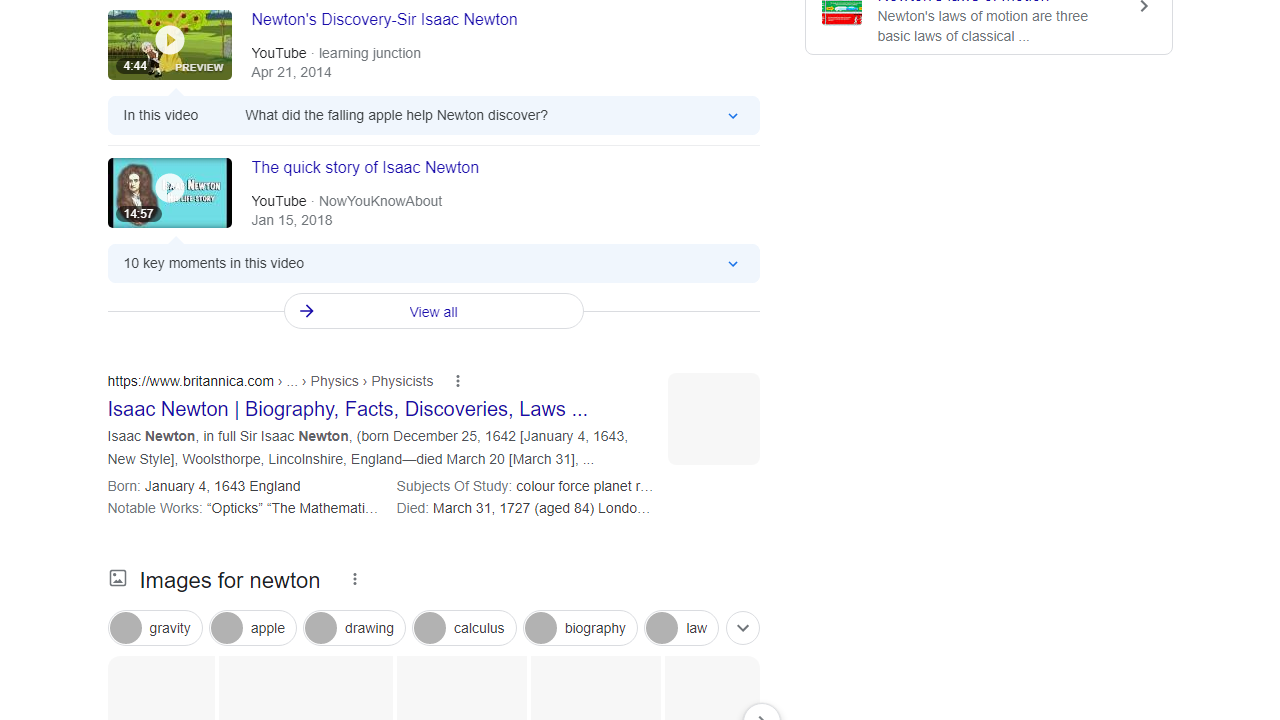 Newton's Discovery-Sir Isaac Newton
4:44
PREVIEW
YouTube · learning junction
Apr 21, 2014
In this video
What did the falling apple help Newton discover?
The quick story of Isaac Newton
14:57
YouTube · NowYouKnowAbout
Jan 15, 2018
10 key moments in this video
View all
https://www.britannica.com › ... › Physics › Physicists
Isaac Newton | Biography, Facts, Discoveries, Laws ...
Isaac Newton, in full Sir Isaac Newton, (born December 25, 1642 [January 4, 1643,
New Style], Woolsthorpe, Lincolnshire, England—died March 20 [March 31], ...
Born: January 4, 1643 England
Subjects Of Study: colour force planet r…
Notable Works: “Opticks” “The Mathemati…
Died: March 31, 1727 (aged 84) Londo…
Images for newton
gravity
apple
drawing
calculus
biography
law
Newton's laws of motion
Newton's laws of motion are three
basic laws of classical ...